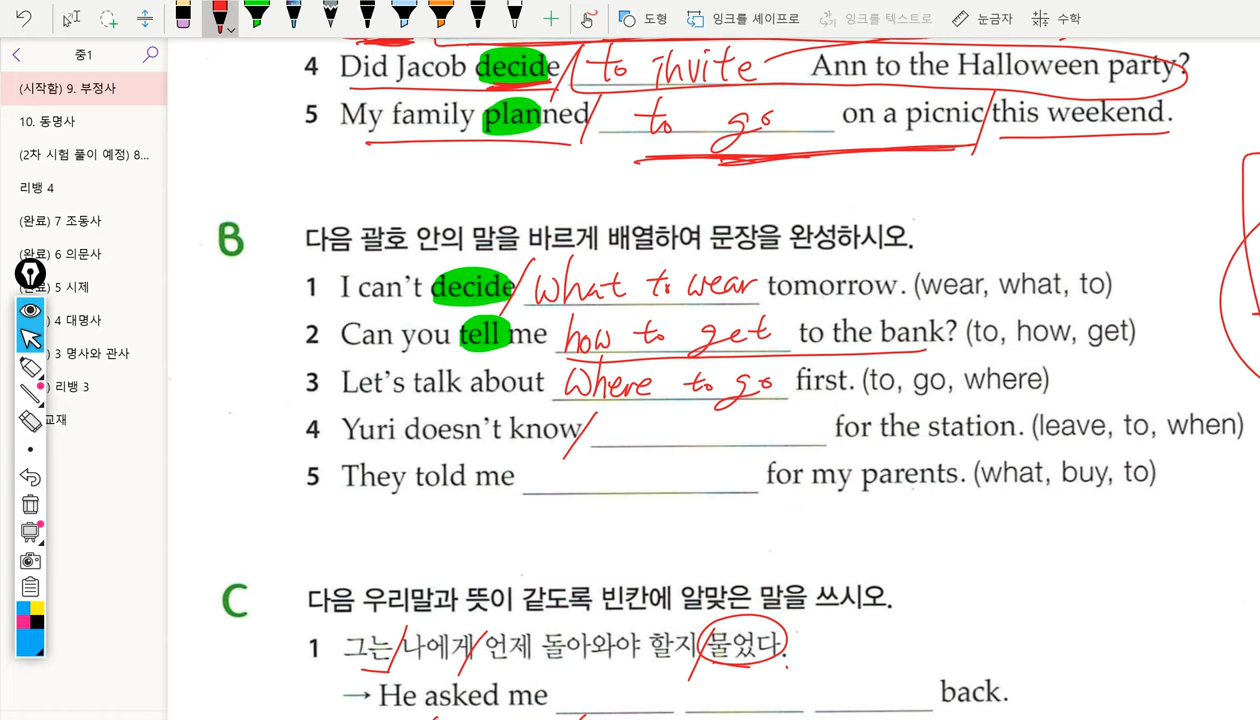 도형
잉크를 셰이프로
잉크를 텍스트로
눈금자
수학
중1
(시작함) 9. 부정사
10. 동명사
(2차 시험 풀이 예정) 8...
리뱅 4
(완료) 7 조동사
(완료) 6 의문사
5 시제
4 대명사
3 명사와 관사
리뱅 3
교재
4 Did Jacob decide / to invite Ann to the Halloween party?
5 My family planned / to go on a picnic / this weekend.
B 다음 괄호 안의 말을 바르게 배열하여 문장을 완성하시오.
1 I can't decide / what to wear tomorrow. (wear, what, to)
2 Can you tell me how to get to the bank? (to, how, get)
3 Let's talk about where to go first. (to, go, where)
4 Yuri doesn't know / for the station. (leave, to, when)
5 They told me for my parents. (what, buy, to)
C 다음 우리말과 뜻이 같도록 빈칸에 알맞은 말을 쓰시오.
1 그는 / 나에게 / 언제 돌아와야 할지 / 물었다.
→ He asked me back.